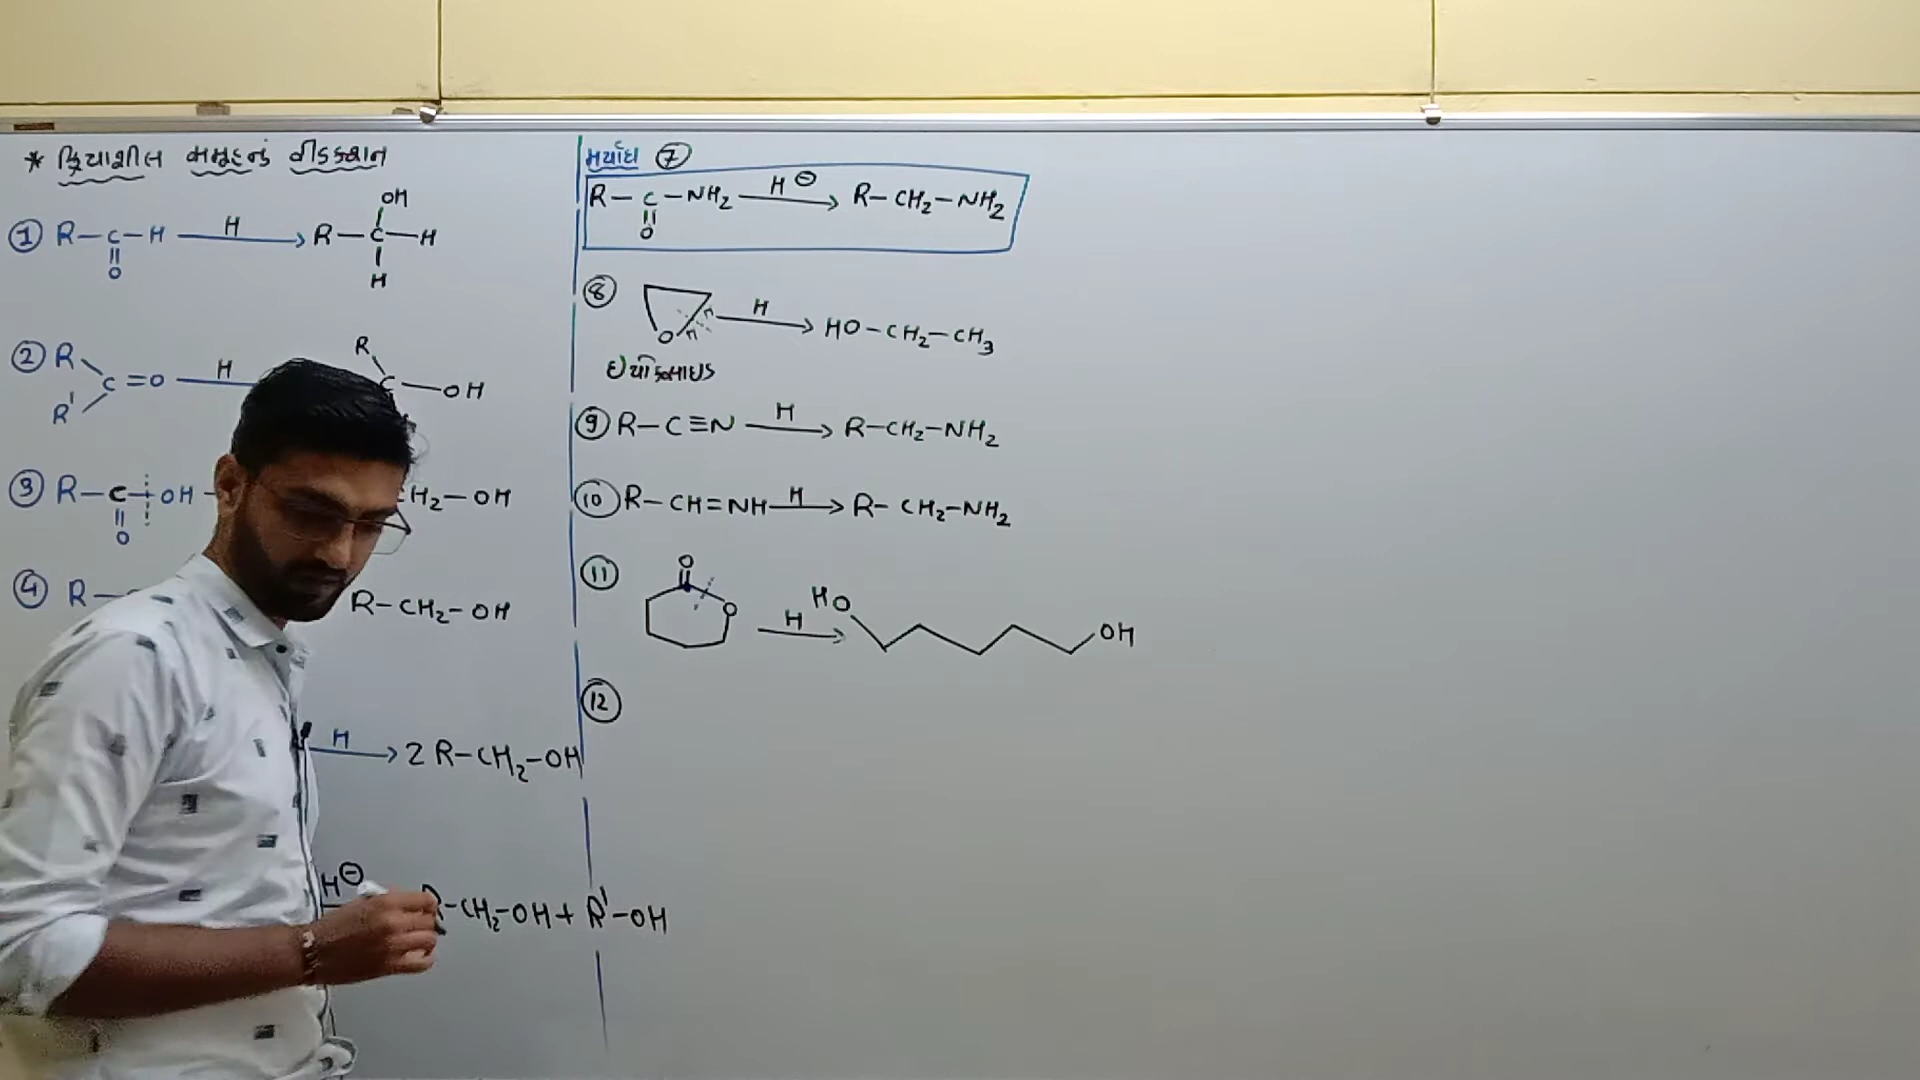 * ક્રિયાશીલ સમૂહનું રીડક્શન
① R–C–H →H R–C–H
‖
O
OH
H
② R
R' C=O H R C–OH
③ R–C–OH CH₂–OH
‖
O
④ R– R–CH₂–OH
H → 2 R–CH₂–OH
H⊖ R–CH₂–OH + R'–OH
મર્યાદા ⑦
R–C–NH₂ –H⊖→ R–CH₂–NH₂
‖
O
⑧ O –H→ HO–CH₂–CH₃
ઇપોક્સાઇડ
⑨ R–C≡N –H→ R–CH₂–NH₂
⑩ R–CH=NH –H→ R–CH₂–NH₂
⑪ O O –H→ HO OH
⑫